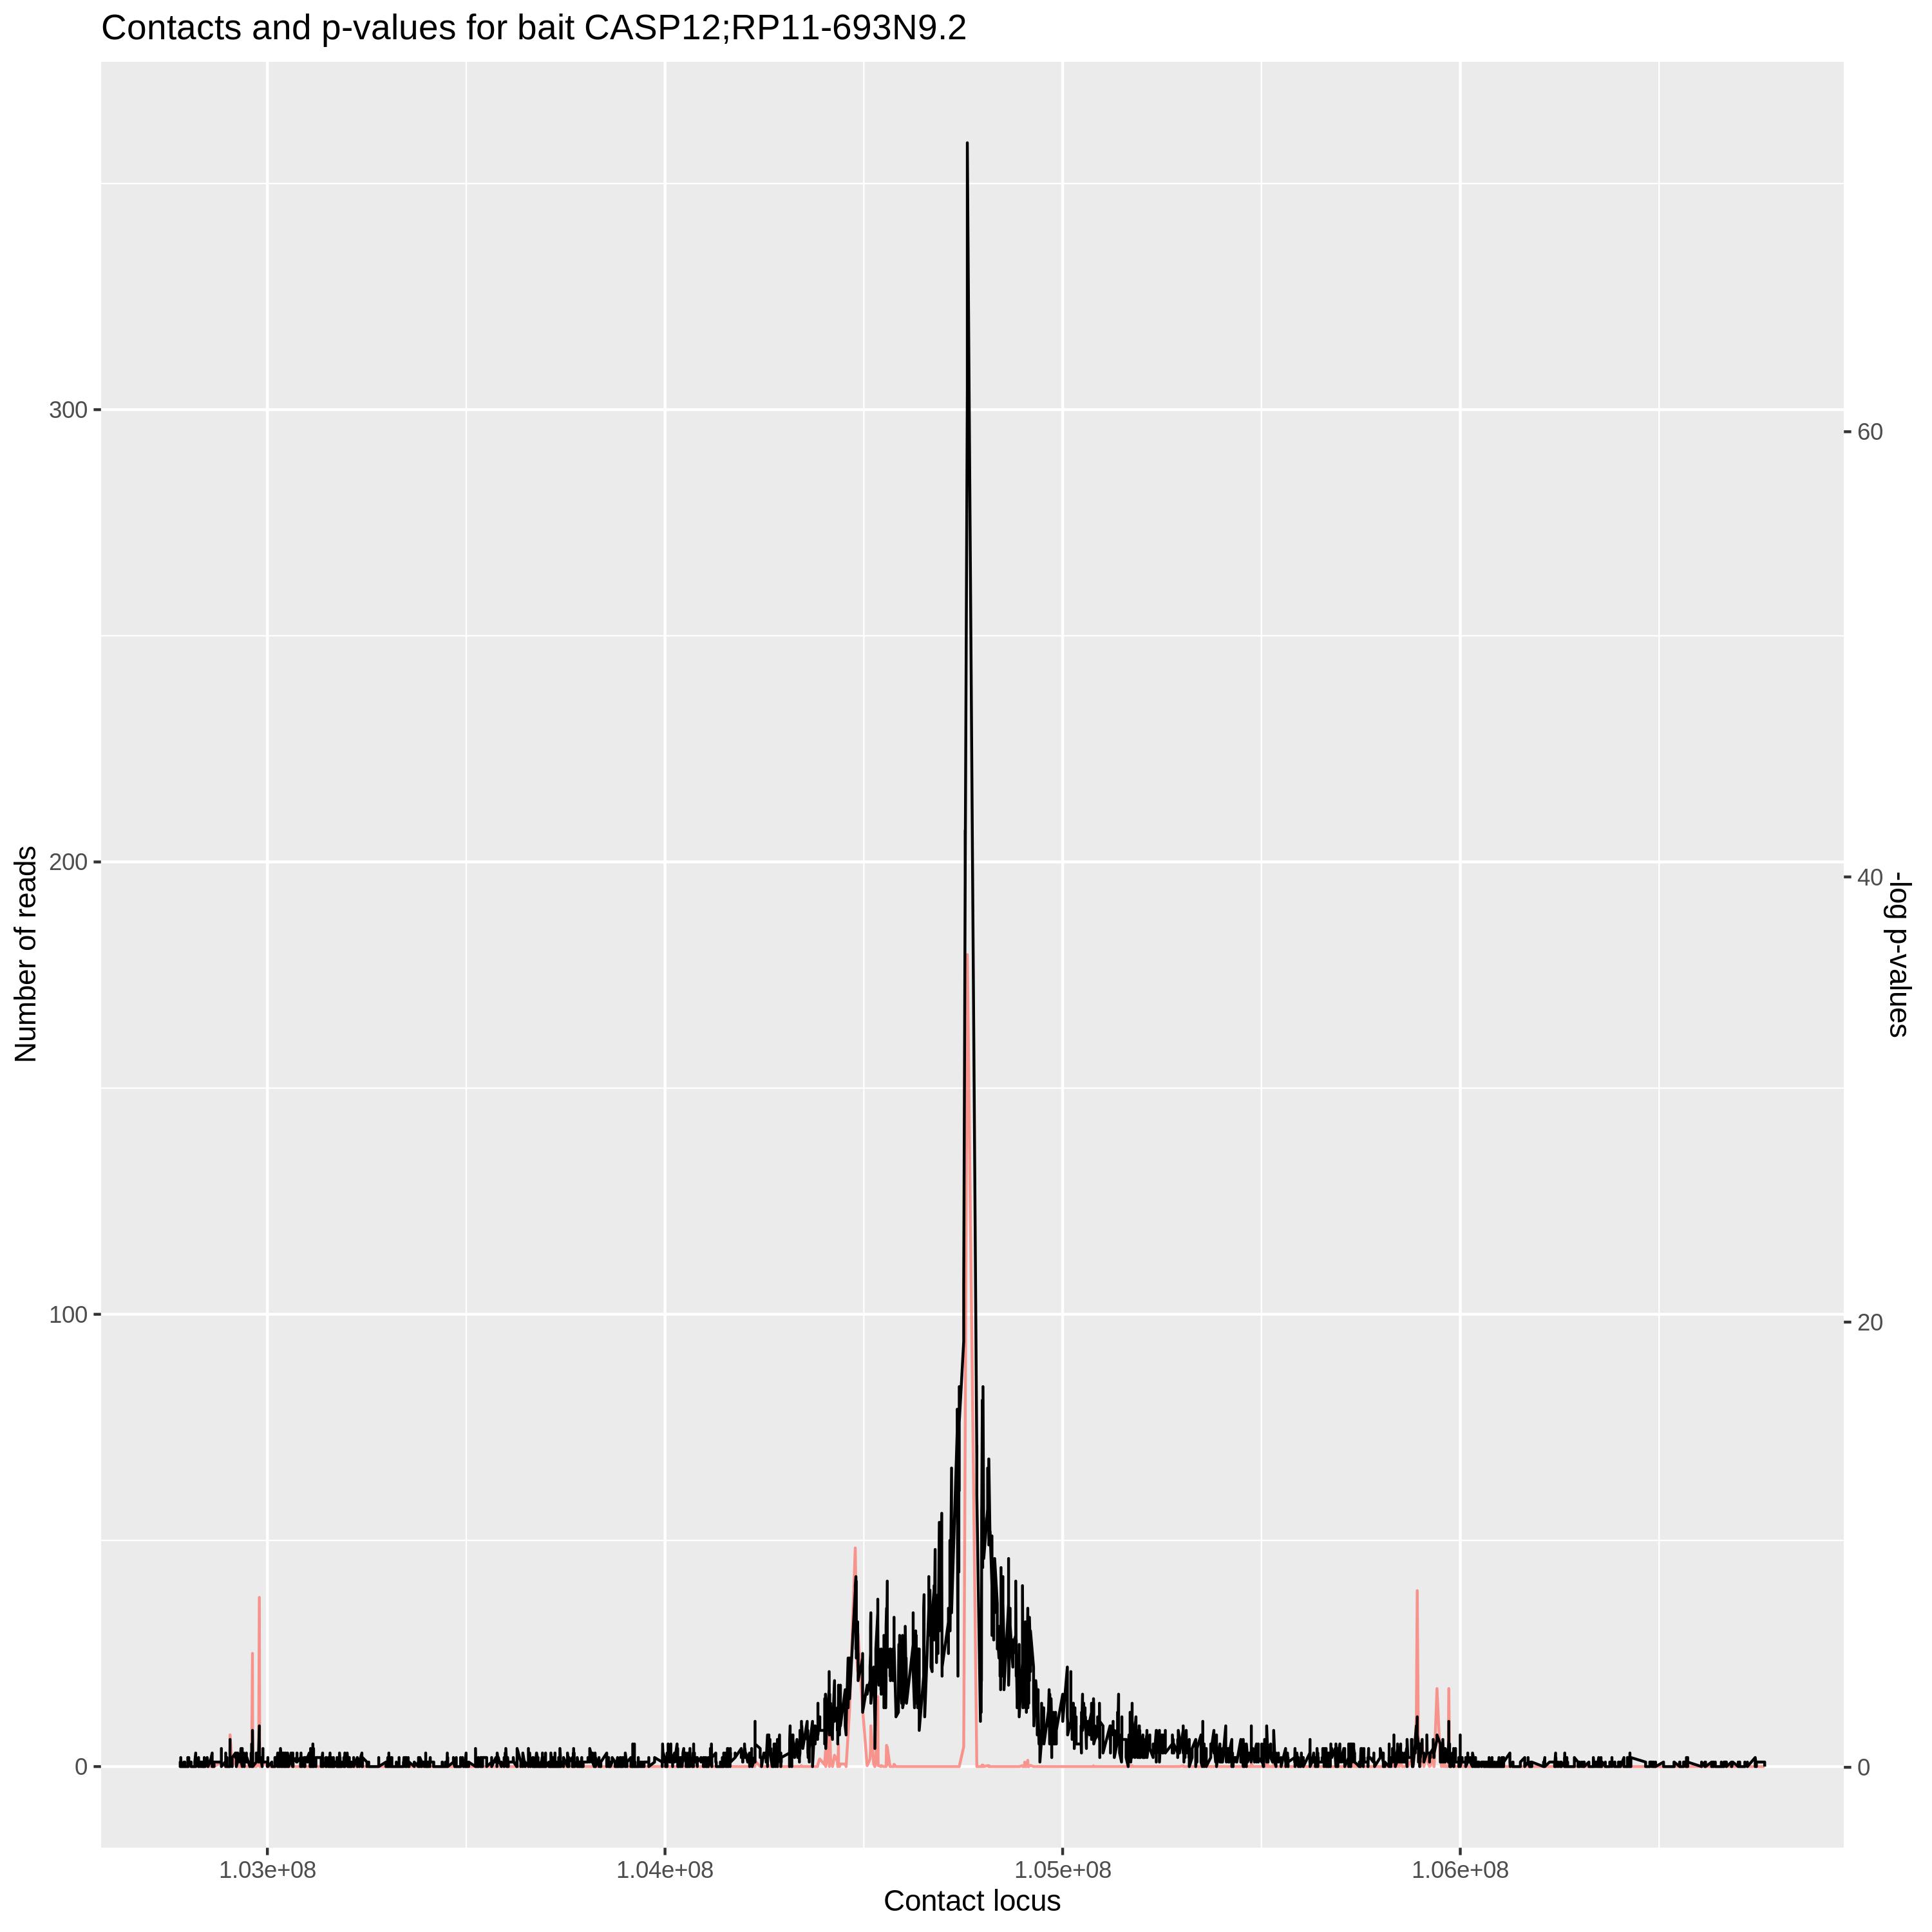 Contacts and p-values for bait CASP12;RP11-693N9.2
Number of reads
300
200
100
0
60
40
20
0
-log p-values
1.03e+08
1.04e+08
1.05e+08
1.06e+08
Contact locus